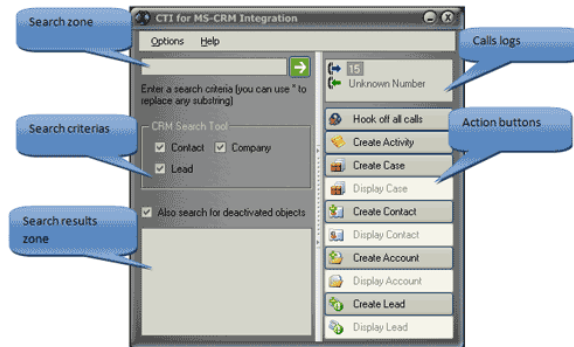 Search zone
CTI for MS-CRM Integration
Options Help
Calls logs
15
Unknown Number
Enter a search criteria (you can use * to
replace any substring)
Search criterias
CRM Search Tool
Contact Company
Lead
Also search for deactivated objects
Search results
zone
Hook off all calls
Action buttons
Create Activity
Create Case
Display Case
Create Contact
Display Contact
Create Account
Display Account
Create Lead
Display Lead